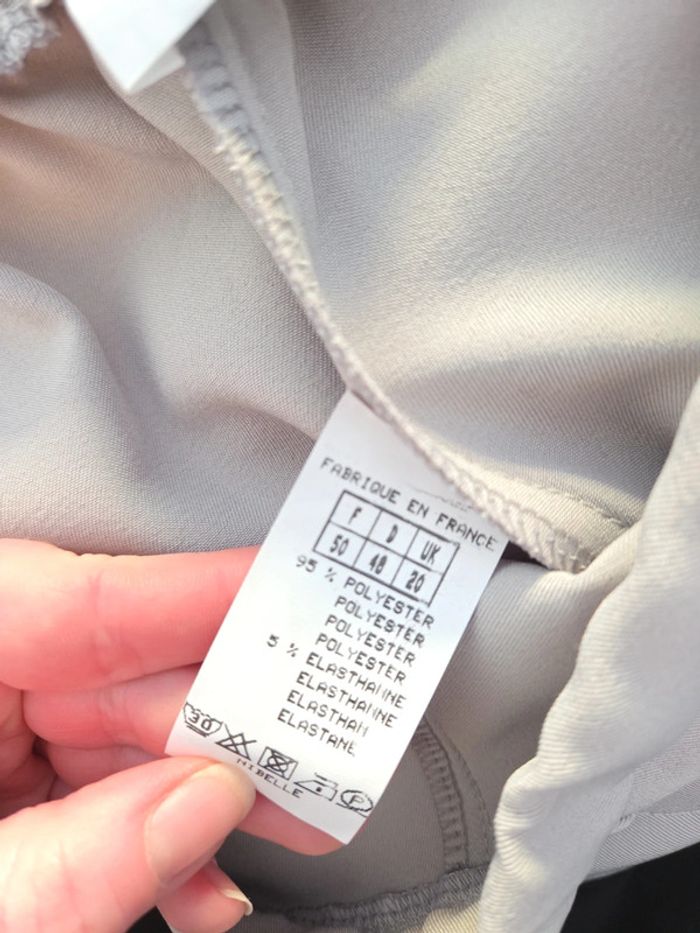 FABRIQUE EN FRANCE
F D UK
50 48 20
95 % POLYESTER
POLYESTER
POLYESTER
POLYESTER
5 % ELASTHANNE
ELASTHANNE
ELASTHAN
ELASTANE
30 P
MIBELLE